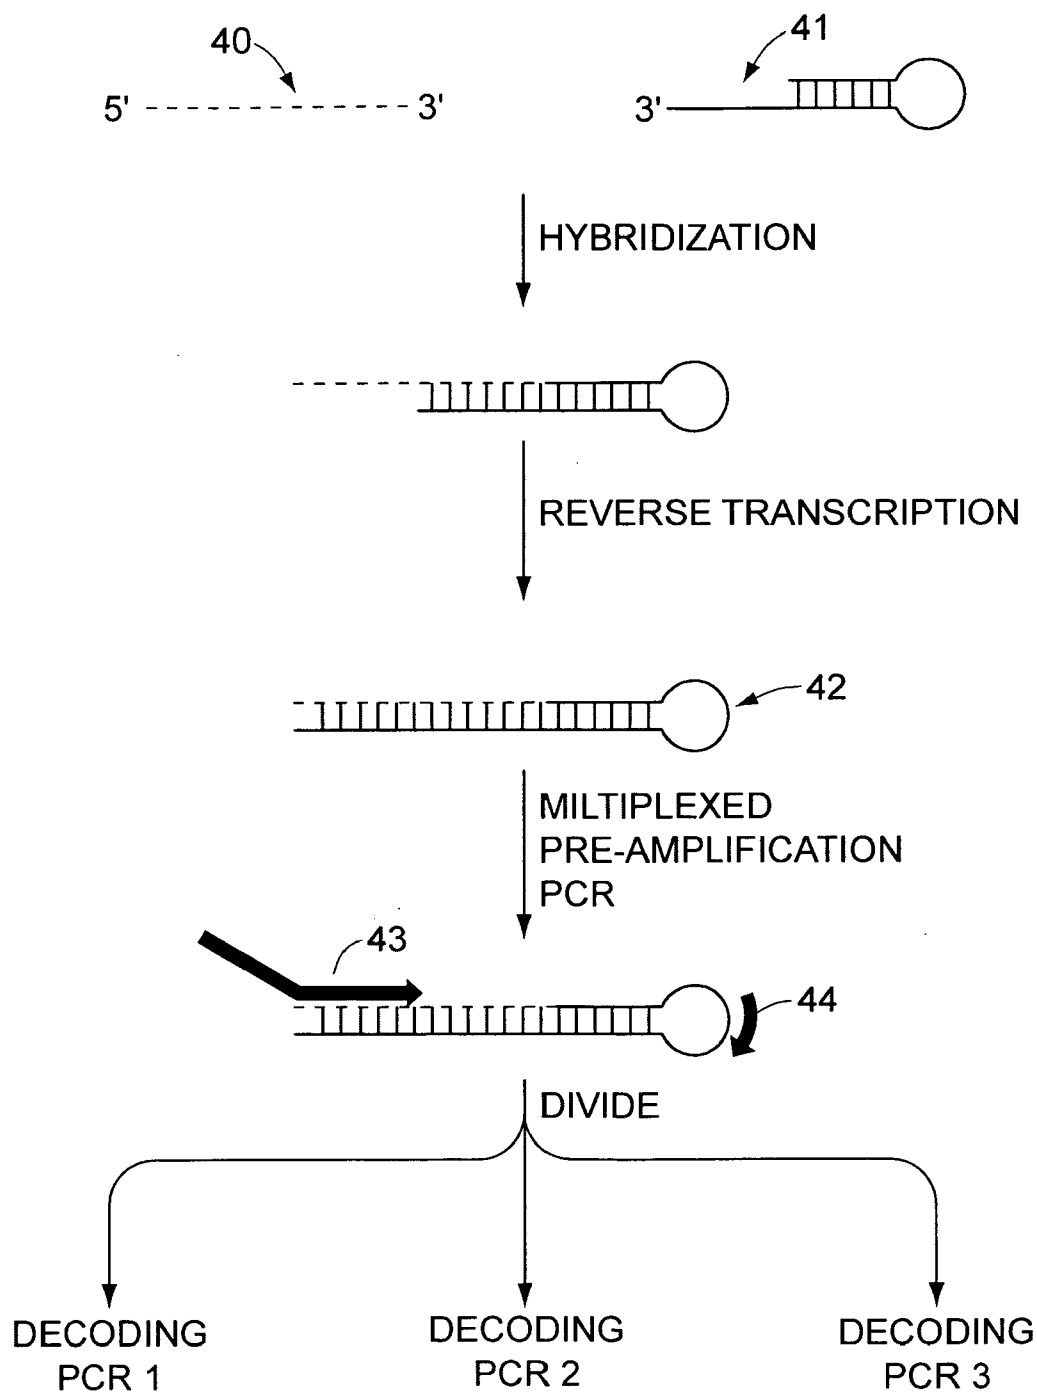 40
41
5'
3'
3'
HYBRIDIZATION
REVERSE TRANSCRIPTION
42
MILTIPLEXED
PRE-AMPLIFICATION
PCR
43
44
DIVIDE
DECODING
PCR 1
DECODING
PCR 2
DECODING
PCR 3